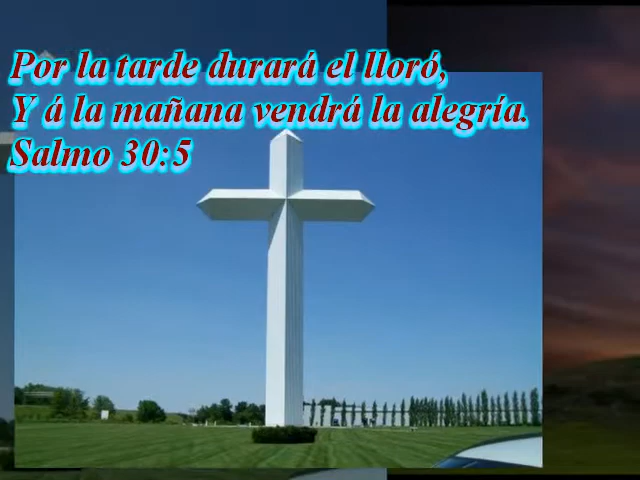 Por la tarde durará el lloró,
Y á la mañana vendrá la alegría.
Salmo 30:5